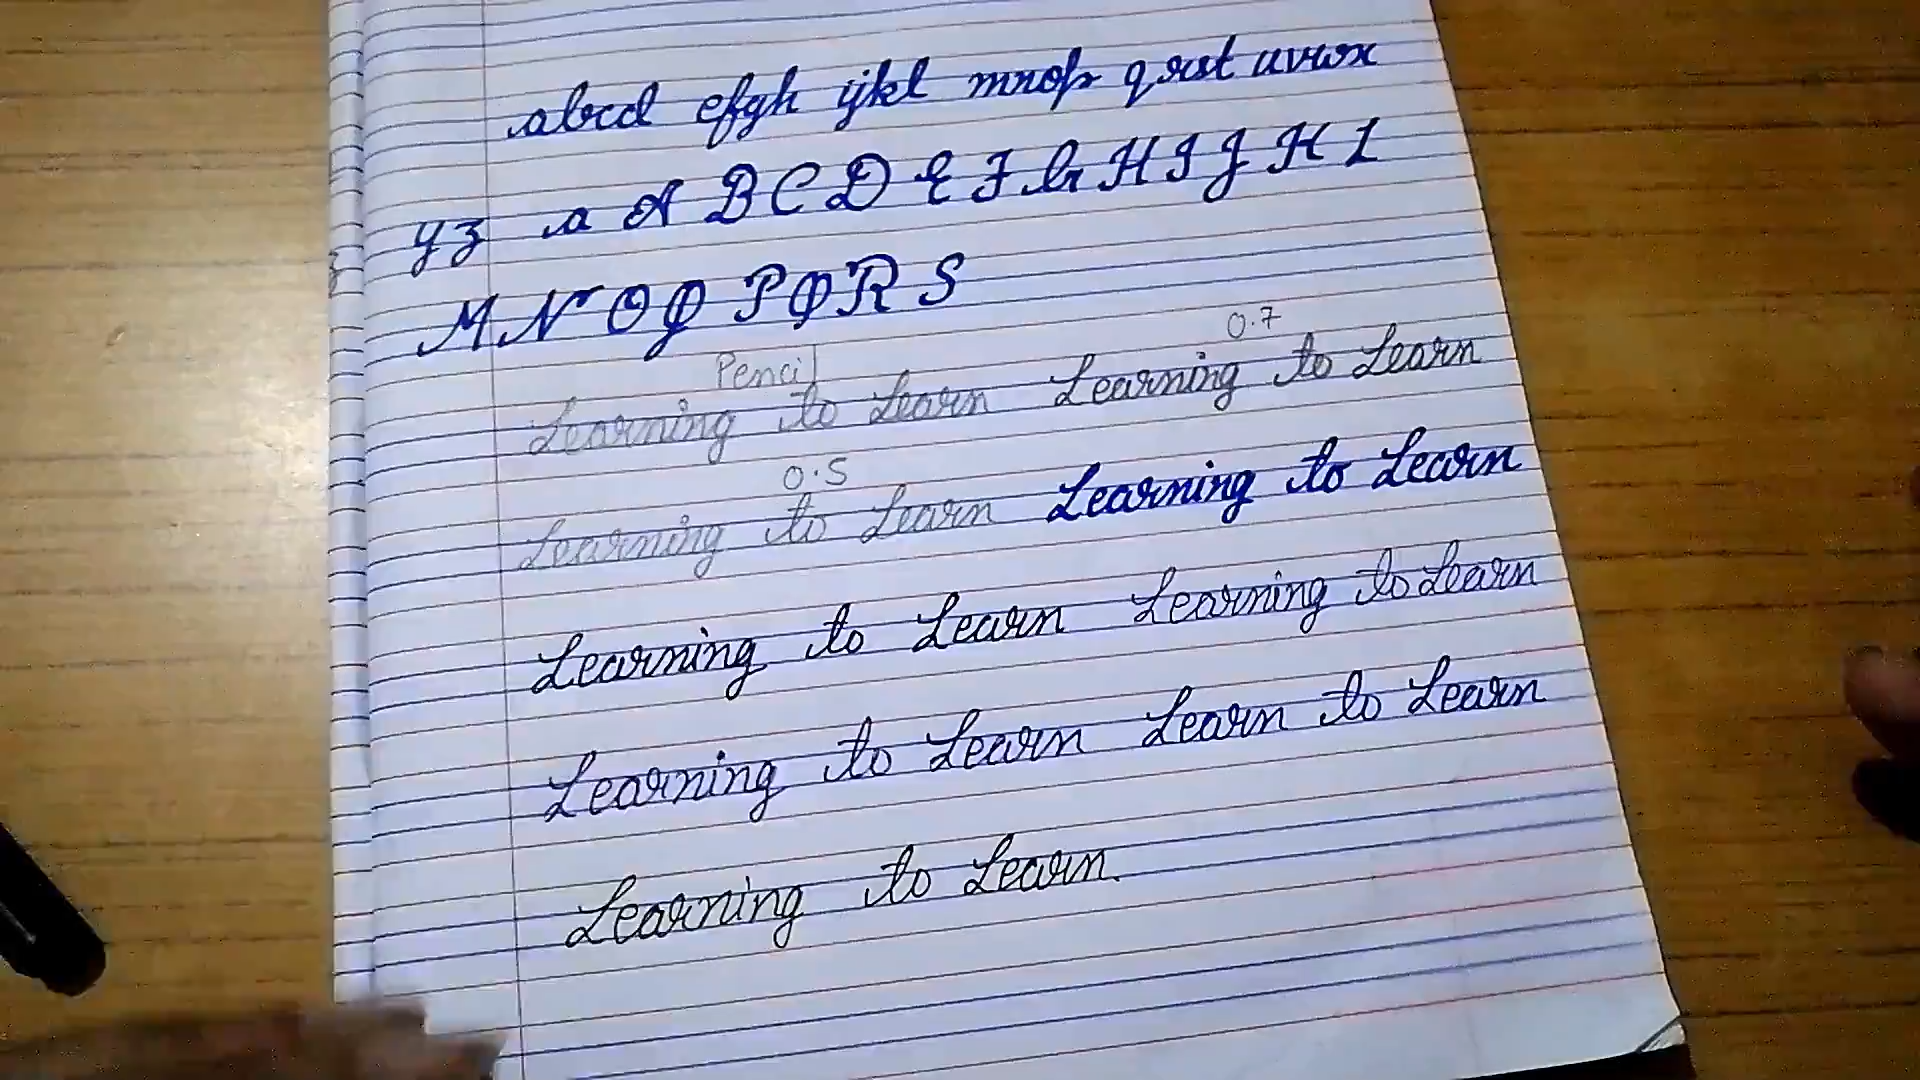 abcd efgh ijkl mnop qrst uvwx
yz a A B C D E F G H I J K L
M N O Q P Q R S
Pencil 0.7
Learning to Learn Learning to Learn
0.5
Learning to Learn Learning to Learn
Learning to Learn Learning to Learn
Learning to Learn Learn to Learn
Learning to Learn.